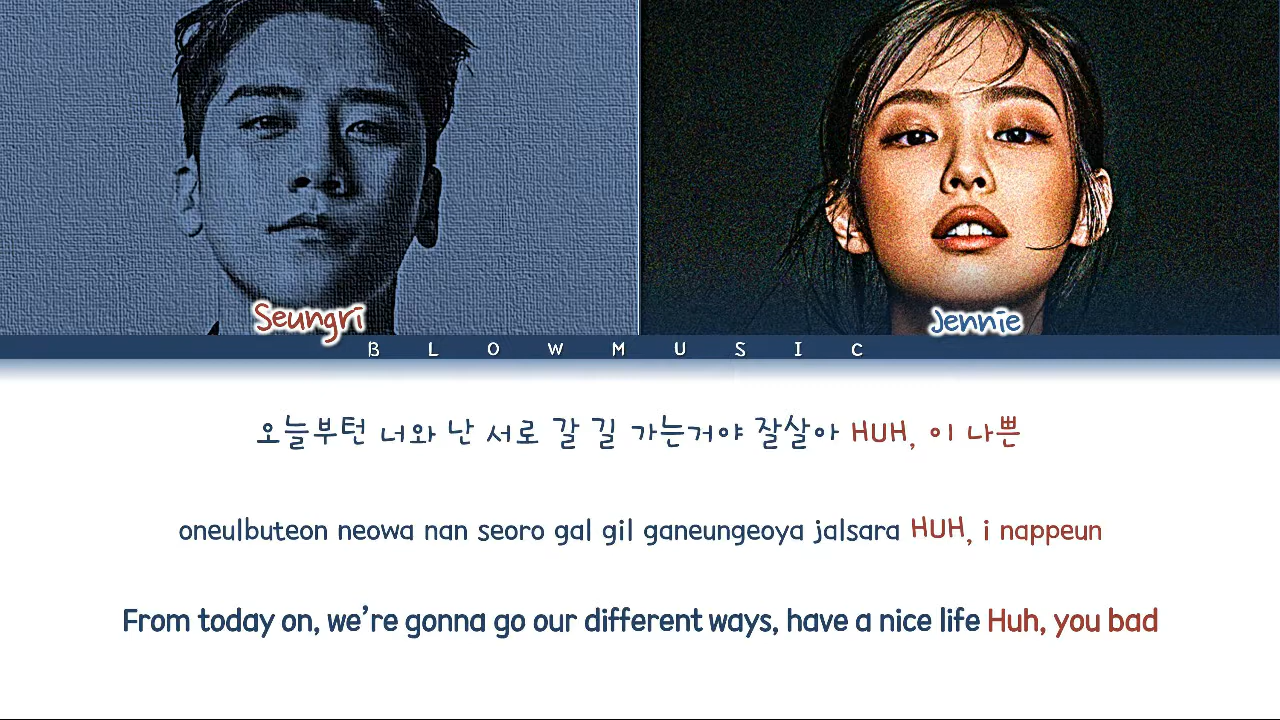 Seungri
Jennie
BLOWMUSIC
오늘부턴 너와 난 서로 갈 길 가는거야 잘살아 HUH, 이 나쁜
oneulbuteon neowa nan seoro gal gil ganeungeoya jalsara HUH, i nappeun
From today on, we're gonna go our different ways, have a nice life Huh, you bad